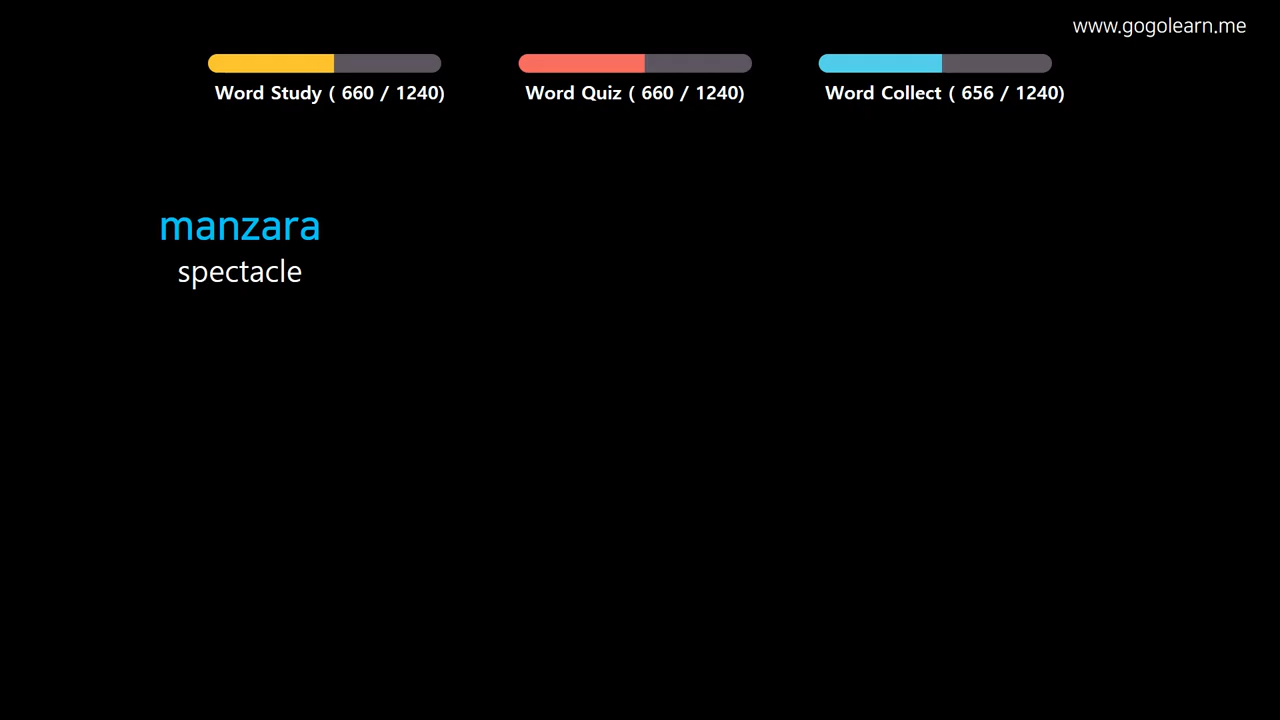 www.gogolearn.me
Word Study ( 660 / 1240)
Word Quiz ( 660 / 1240)
Word Collect ( 656 / 1240)
manzara
spectacle